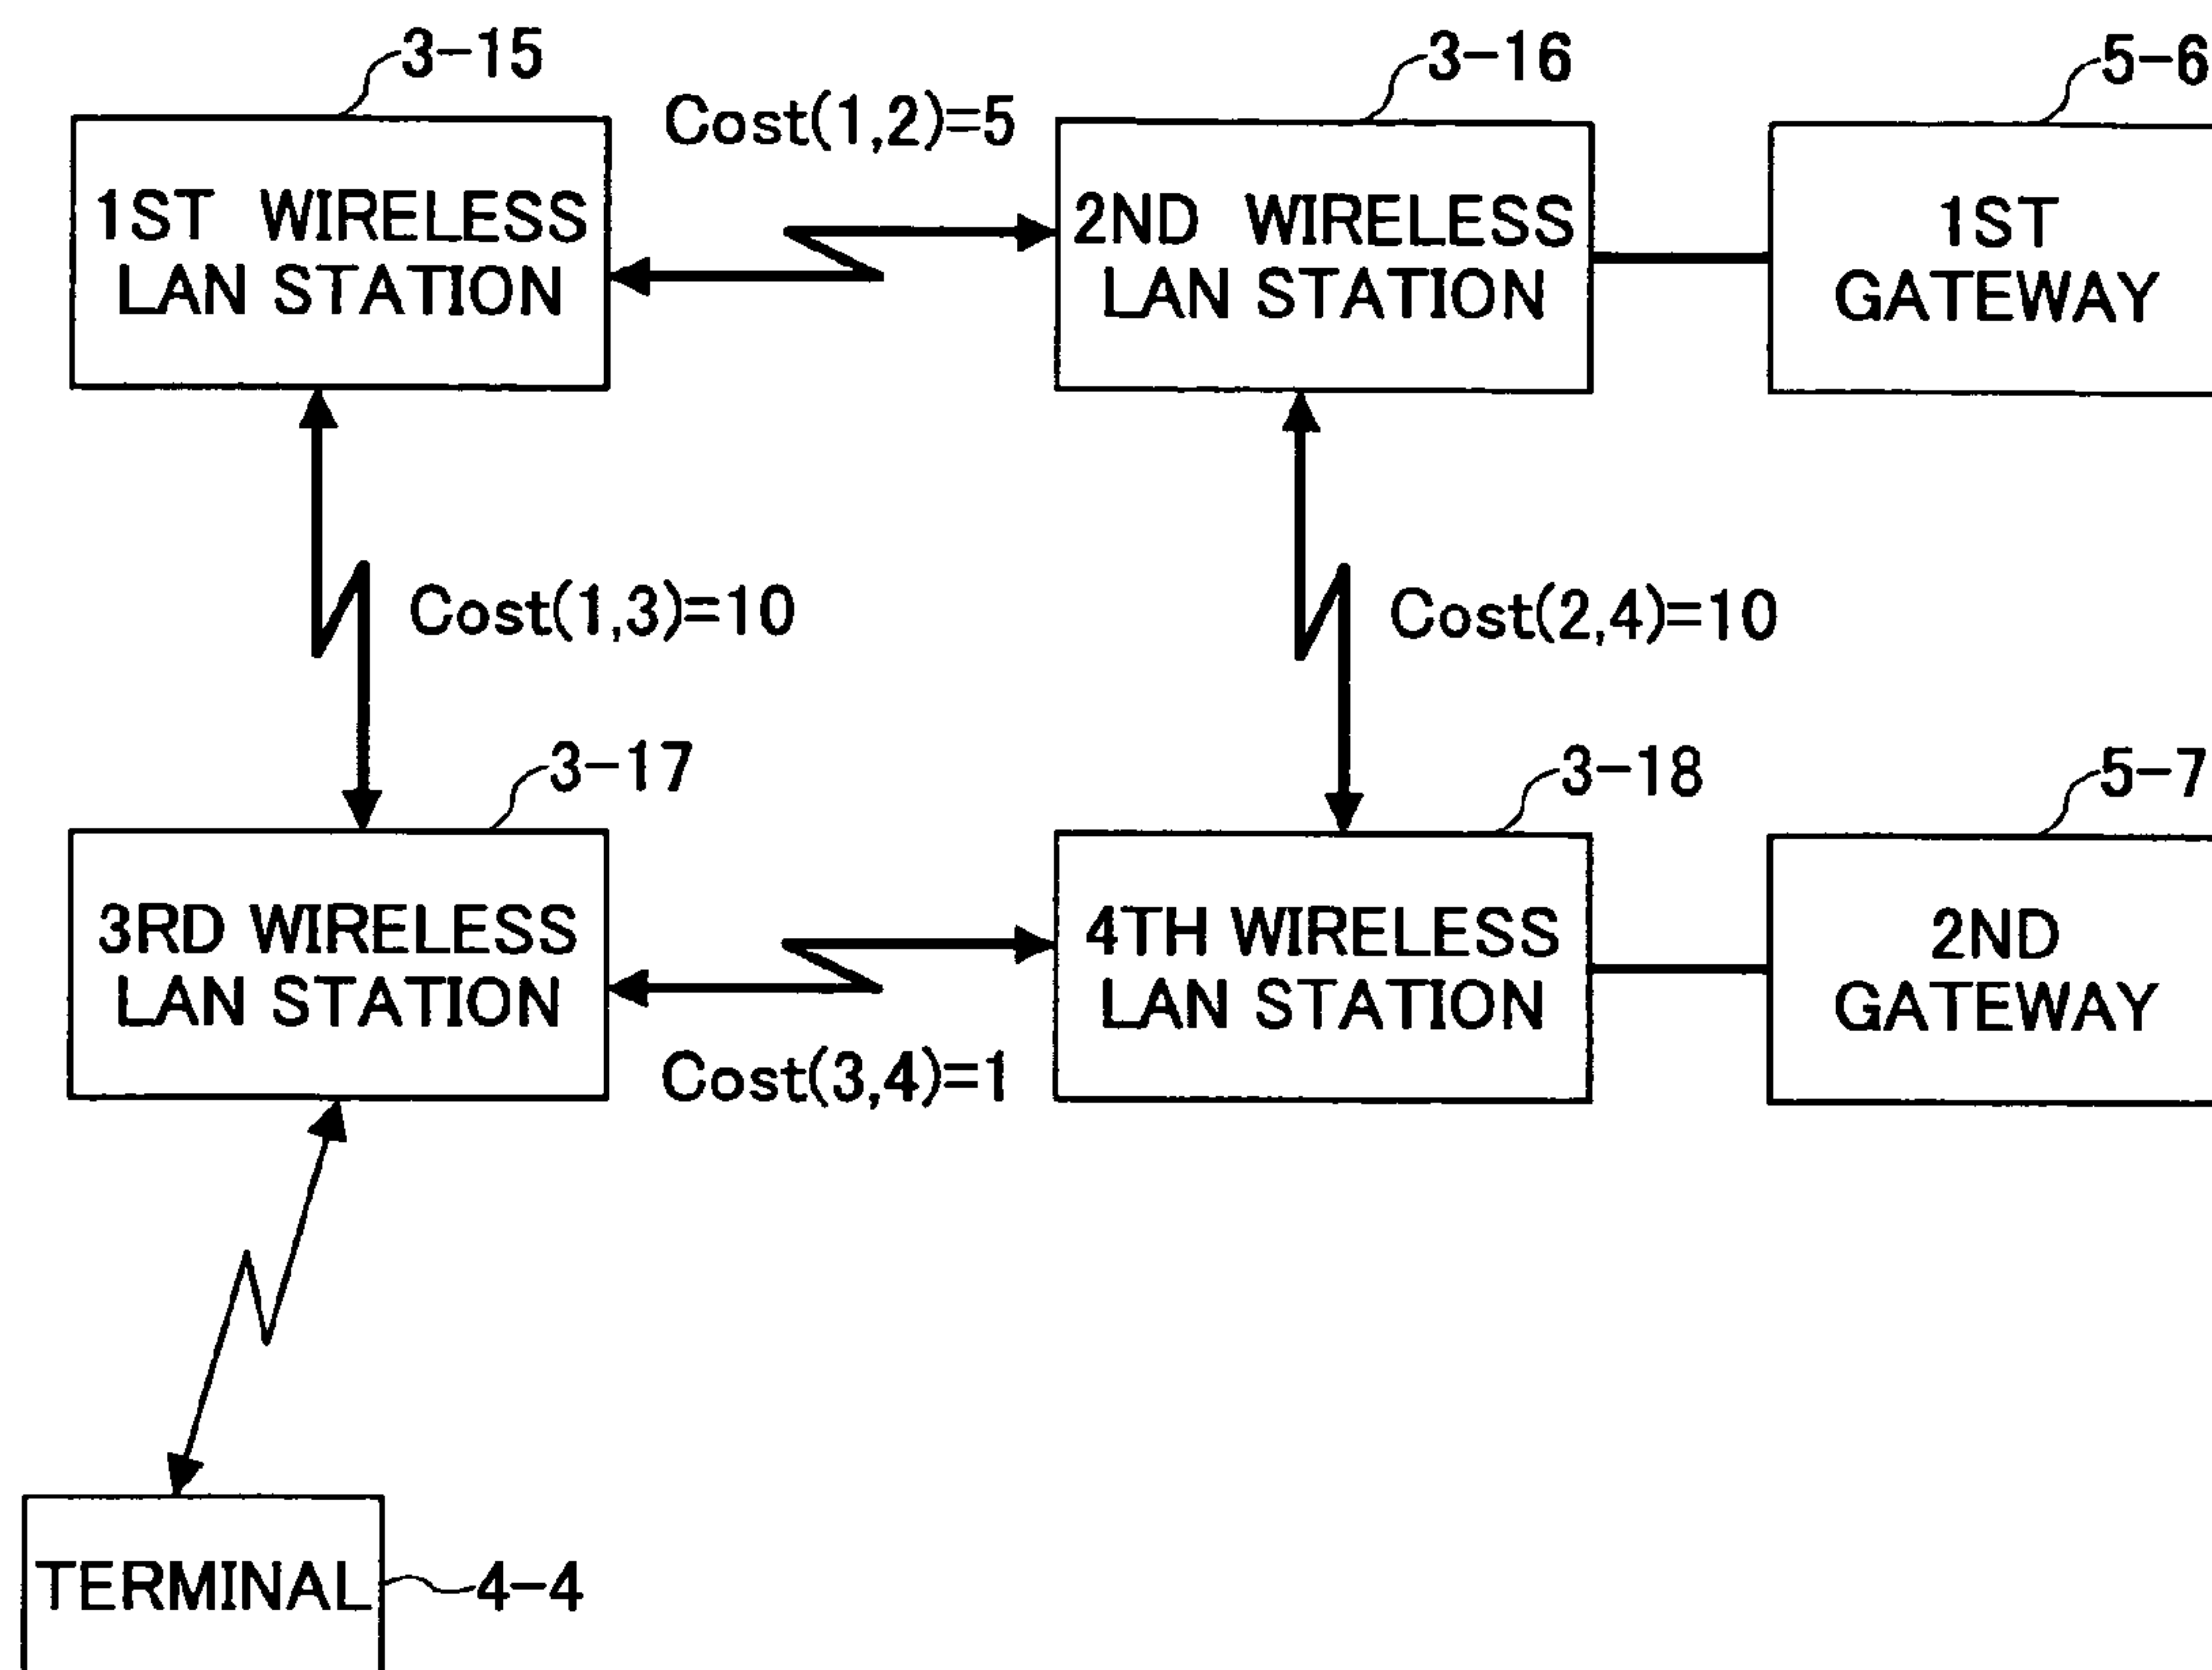 3-15
3-16
5-6
Cost(1,2)=5
1ST WIRELESS
LAN STATION
2ND WIRELESS
LAN STATION
1ST
GATEWAY
Cost(1,3)=10
Cost(2,4)=10
3-17
3-18
5-7
3RD WIRELESS
LAN STATION
4TH WIRELESS
LAN STATION
2ND
GATEWAY
Cost(3,4)=1
TERMINAL
4-4